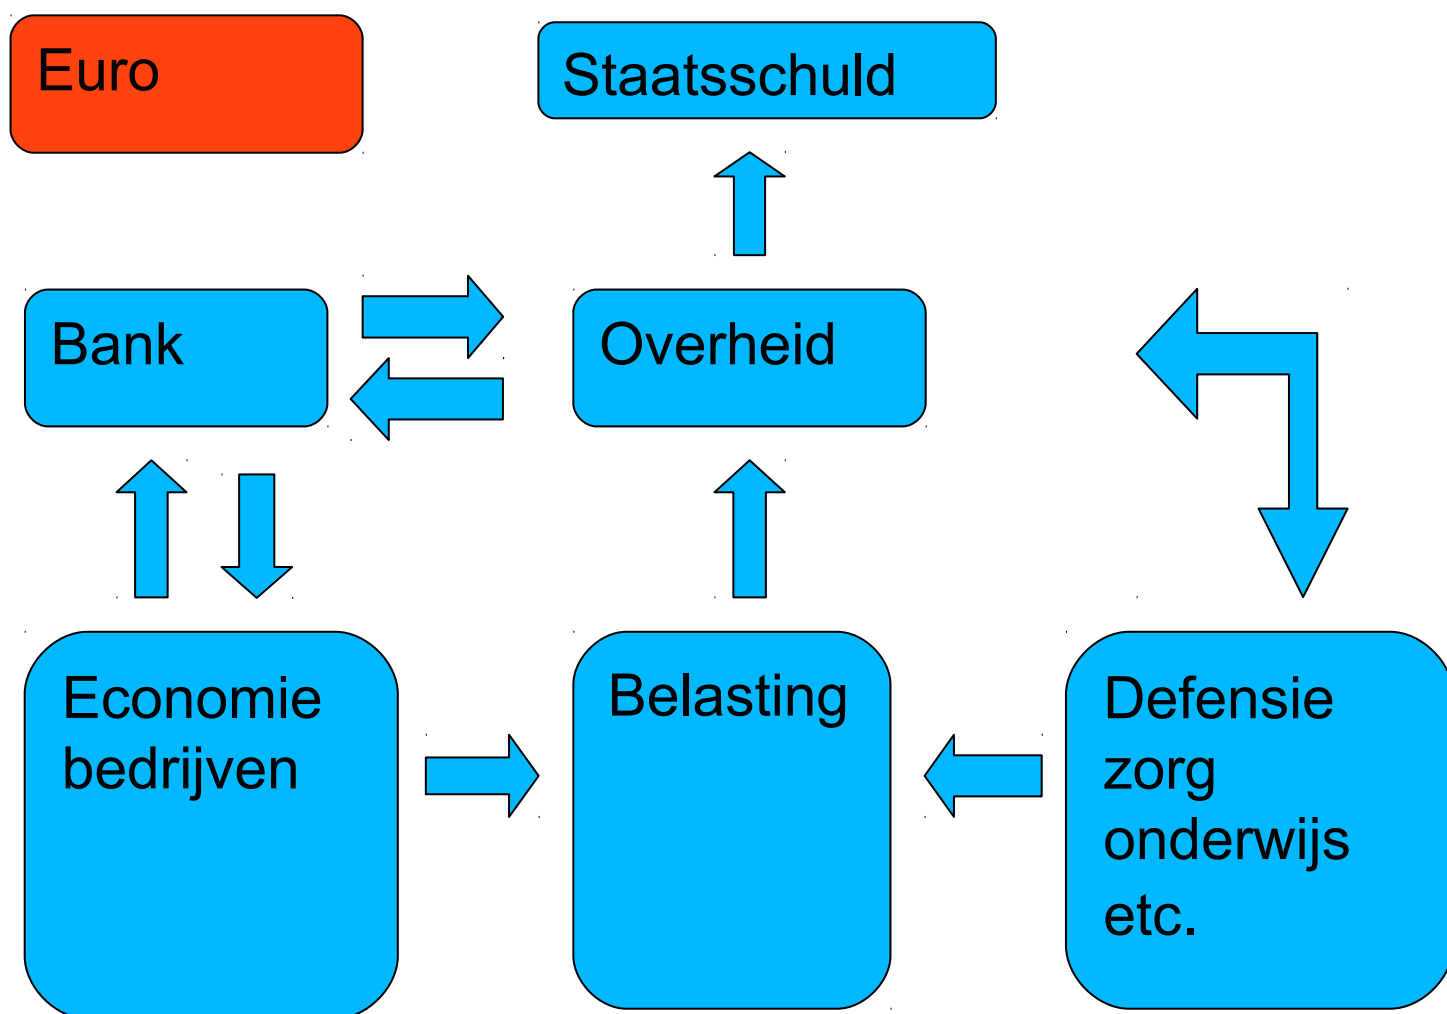 Euro
Staatsschuld
Bank
Overheid
Economie
bedrijven
Belasting
Defensie
zorg
onderwijs
etc.